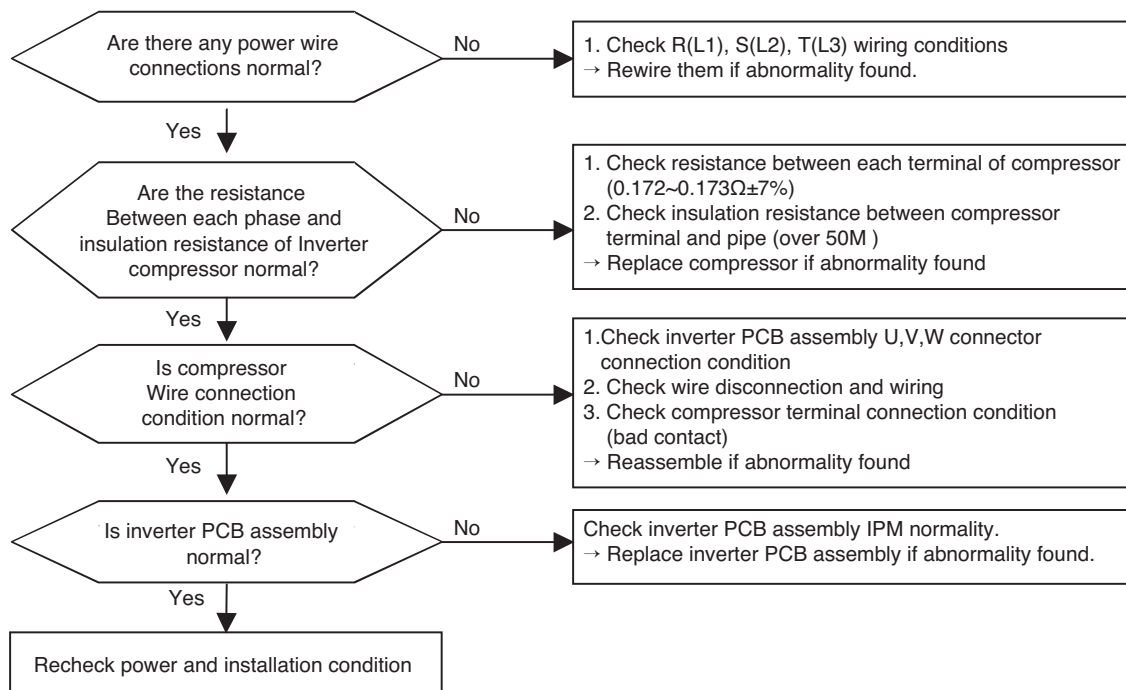 Are there any power wire
connections normal?
No
1. Check R(L1), S(L2), T(L3) wiring conditions
→ Rewire them if abnormality found.
Yes
Are the resistance
Between each phase and
insulation resistance of Inverter
compressor normal?
No
1. Check resistance between each terminal of compressor
(0.172~0.173Ω±7%)
2. Check insulation resistance between compressor
terminal and pipe (over 50M )
→ Replace compressor if abnormality found
Yes
Is compressor
Wire connection
condition normal?
No
1.Check inverter PCB assembly U,V,W connector
connection condition
2. Check wire disconnection and wiring
3. Check compressor terminal connection condition
(bad contact)
→ Reassemble if abnormality found
Yes
Is inverter PCB assembly
normal?
No
Check inverter PCB assembly IPM normality.
→ Replace inverter PCB assembly if abnormality found.
Yes
Recheck power and installation condition